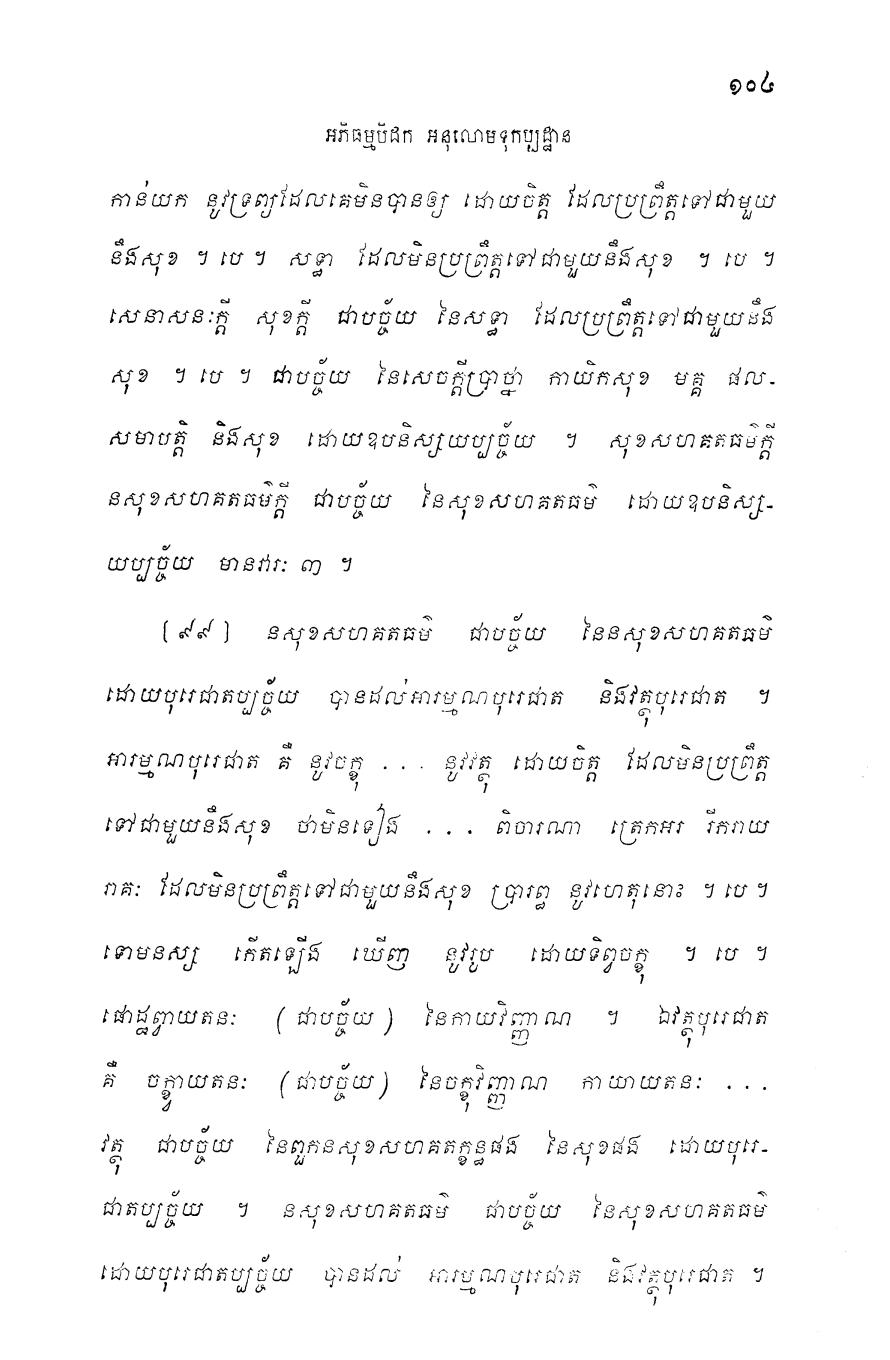 ១០៤
អភិធម្មបិដក អនុលោមទុកប្បដ្ឋាន
កាន់យក នូវទ្រព្យដែលគេមិនបានឲ្យ ដោយចិត្ត ដែលប្រព្រឹត្តទៅជាមួយ
នឹងសុខ ។ បេ ។ សទ្ធា ដែលមិនប្រព្រឹត្តទៅជាមួយនឹងសុខ ។ បេ ។
សេនាសនៈក្តី សុខក្តី ជាបច្ច័យ នៃសទ្ធា ដែលប្រព្រឹត្តទៅជាមួយនឹង
សុខ ។ បេ ។ ជាបច្ច័យ នៃសេចក្តីប្រាថ្នា កាយិកសុខ មគ្គ ផល-
សមាបត្តិ និងសុខ ដោយឧបនិស្សយប្បច្ច័យ ។ សុខសហគតធម៌ក្តី
នសុខសហគតធម៌ក្តី ជាបច្ច័យ នៃសុខសហគតធម៌ ដោយឧបនិស្ស-
យប្បច្ច័យ មានវារៈ ៣ ។
[៩៩] នសុខសហគតធម៌ ជាបច្ច័យ នៃនសុខសហគតធម៌
ដោយបុរេជាតប្បច្ច័យ បានដល់អារម្មណបុរេជាត និងវត្ថុបុរេជាត ។
អារម្មណបុរេជាត គឺ នូវចក្ខុ ... នូវវត្ថុ ដោយចិត្ត ដែលមិនប្រព្រឹត្ត
ទៅជាមួយនឹងសុខ ថាមិនទៀង ... ពិចារណា ត្រេកអរ រីករាយ
រាគៈ ដែលមិនប្រព្រឹត្តទៅជាមួយនឹងសុខ ប្រារព្ធ នូវហេតុនោះ ។ បេ ។
ទោមនស្ស កើតឡើង ឃើញ នូវរូប ដោយទិព្វចក្ខុ ។ បេ ។
ផោដ្ឋព្វាយតនៈ (ជាបច្ច័យ) នៃកាយវិញ្ញាណ ។ ឯវត្ថុបុរេជាត
គឺ ចក្ខ្វាយតនៈ (ជាបច្ច័យ) នៃចក្ខុវិញ្ញាណ កាយាយតនៈ ...
វត្ថុ ជាបច្ច័យ នៃពួកនសុខសហគតក្ខន្ធផង នៃសុខផង ដោយបុរេ-
ជាតប្បច្ច័យ ។ នសុខសហគតធម៌ ជាបច្ច័យ នៃសុខសហគតធម៌
ដោយបុរេជាតប្បច្ច័យ បានដល់ អារម្មណបុរេជាត និងវត្ថុបុរេជាត ។